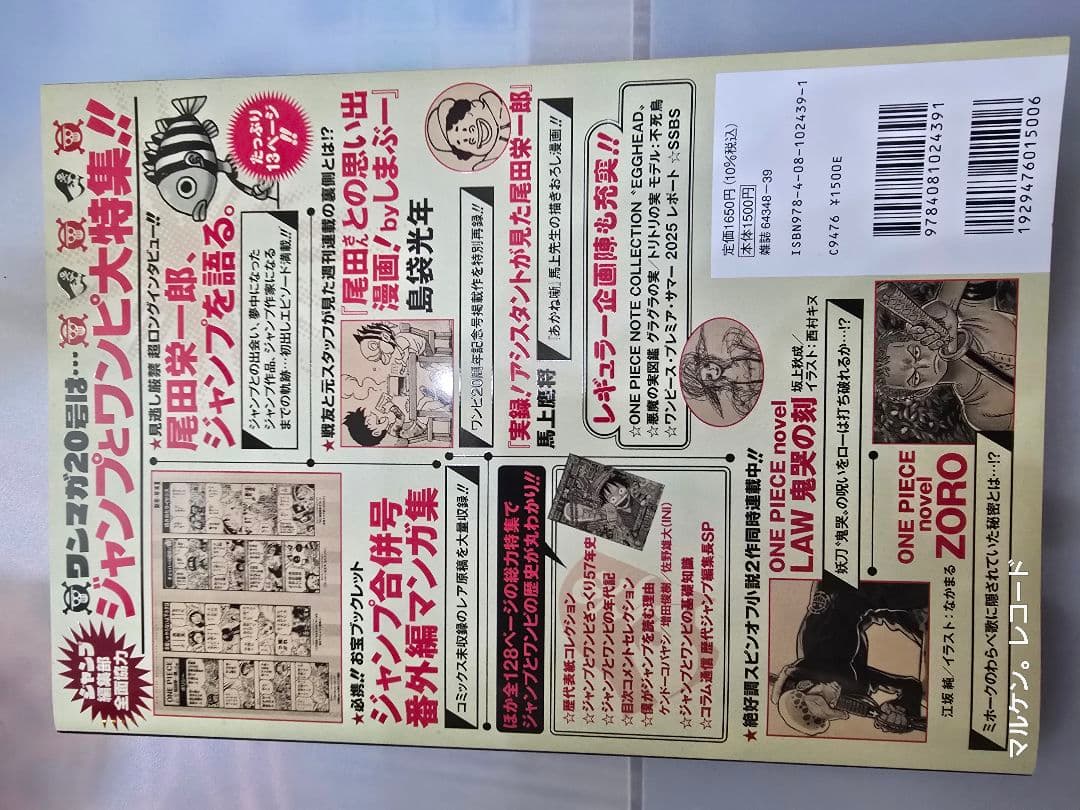 ジャンプ
編集部
全面協力
ワンマガ20号は…
ジャンプとワンピ大特集!!
★見逃し厳禁 超ロングインタビュー!!
尾田栄一郎、
ジャンプを語る。
たっぷり
13ページ
!!
ジャンプとの出会い、夢中になった
ジャンプ作品、ジャンプ作家になる
までの軌跡…初出しエピソード満載!!
★必携!!お宝ブックレット
ジャンプ合併号
番外編マンガ集
コミックス未収録のレア原稿を大量収録!!
ONE PIECE
★戦友と元スタッフが見た週刊連載の裏側とは!?
『尾田さんとの思い出
漫画!byしまぶー』
島袋光年
ワンピ20周年記念号掲載作を特別再録!!
『実録!アシスタントが見た尾田栄一郎』
馬上鷹将
『あかね噺』馬上先生の描きおろし漫画!!
ほか全128ページの総力特集で
ジャンプとワンピの歴史が丸わかり!!
☆歴代表紙コレクション
☆ジャンプとワンピざっくり57年史
☆ジャンプとワンピの年代記
☆目次コメントセレクション
☆僕がジャンプを読む理由
ケンドーコバヤシ/増田俊樹/佐野雄大(INI)
☆ジャンプとワンピの基礎知識
☆コラム通信 歴代ジャンプ編集長SP
レギュラー企画陣も充実!!
☆ONE PIECE NOTE COLLECTION “EGGHEAD”
☆悪魔の実図鑑 グラグラの実/トリトリの実 モデル:不死鳥
☆ワンピース・プレミア・サマー2025 レポート ☆SSBS
★絶好調スピンオフ小説2作同時連載中!!
ONE PIECE novel
LAW 鬼哭の刻
坂上秋成/
イラスト:西村キヌ
妖刀“鬼哭”の呪いをローは打ち破れるか…!?
ONE PIECE
novel
ZORO
江坂 純/イラスト:なかまる
ミホークのわらべ歌に隠されていた秘密とは…!?
定価1650円(10%税込)
本体1500円
雑誌 64348-39
ISBN978-4-08-102439-1
C9476 ¥1500E
9784081024391
1929476015006
マルケン。レコード